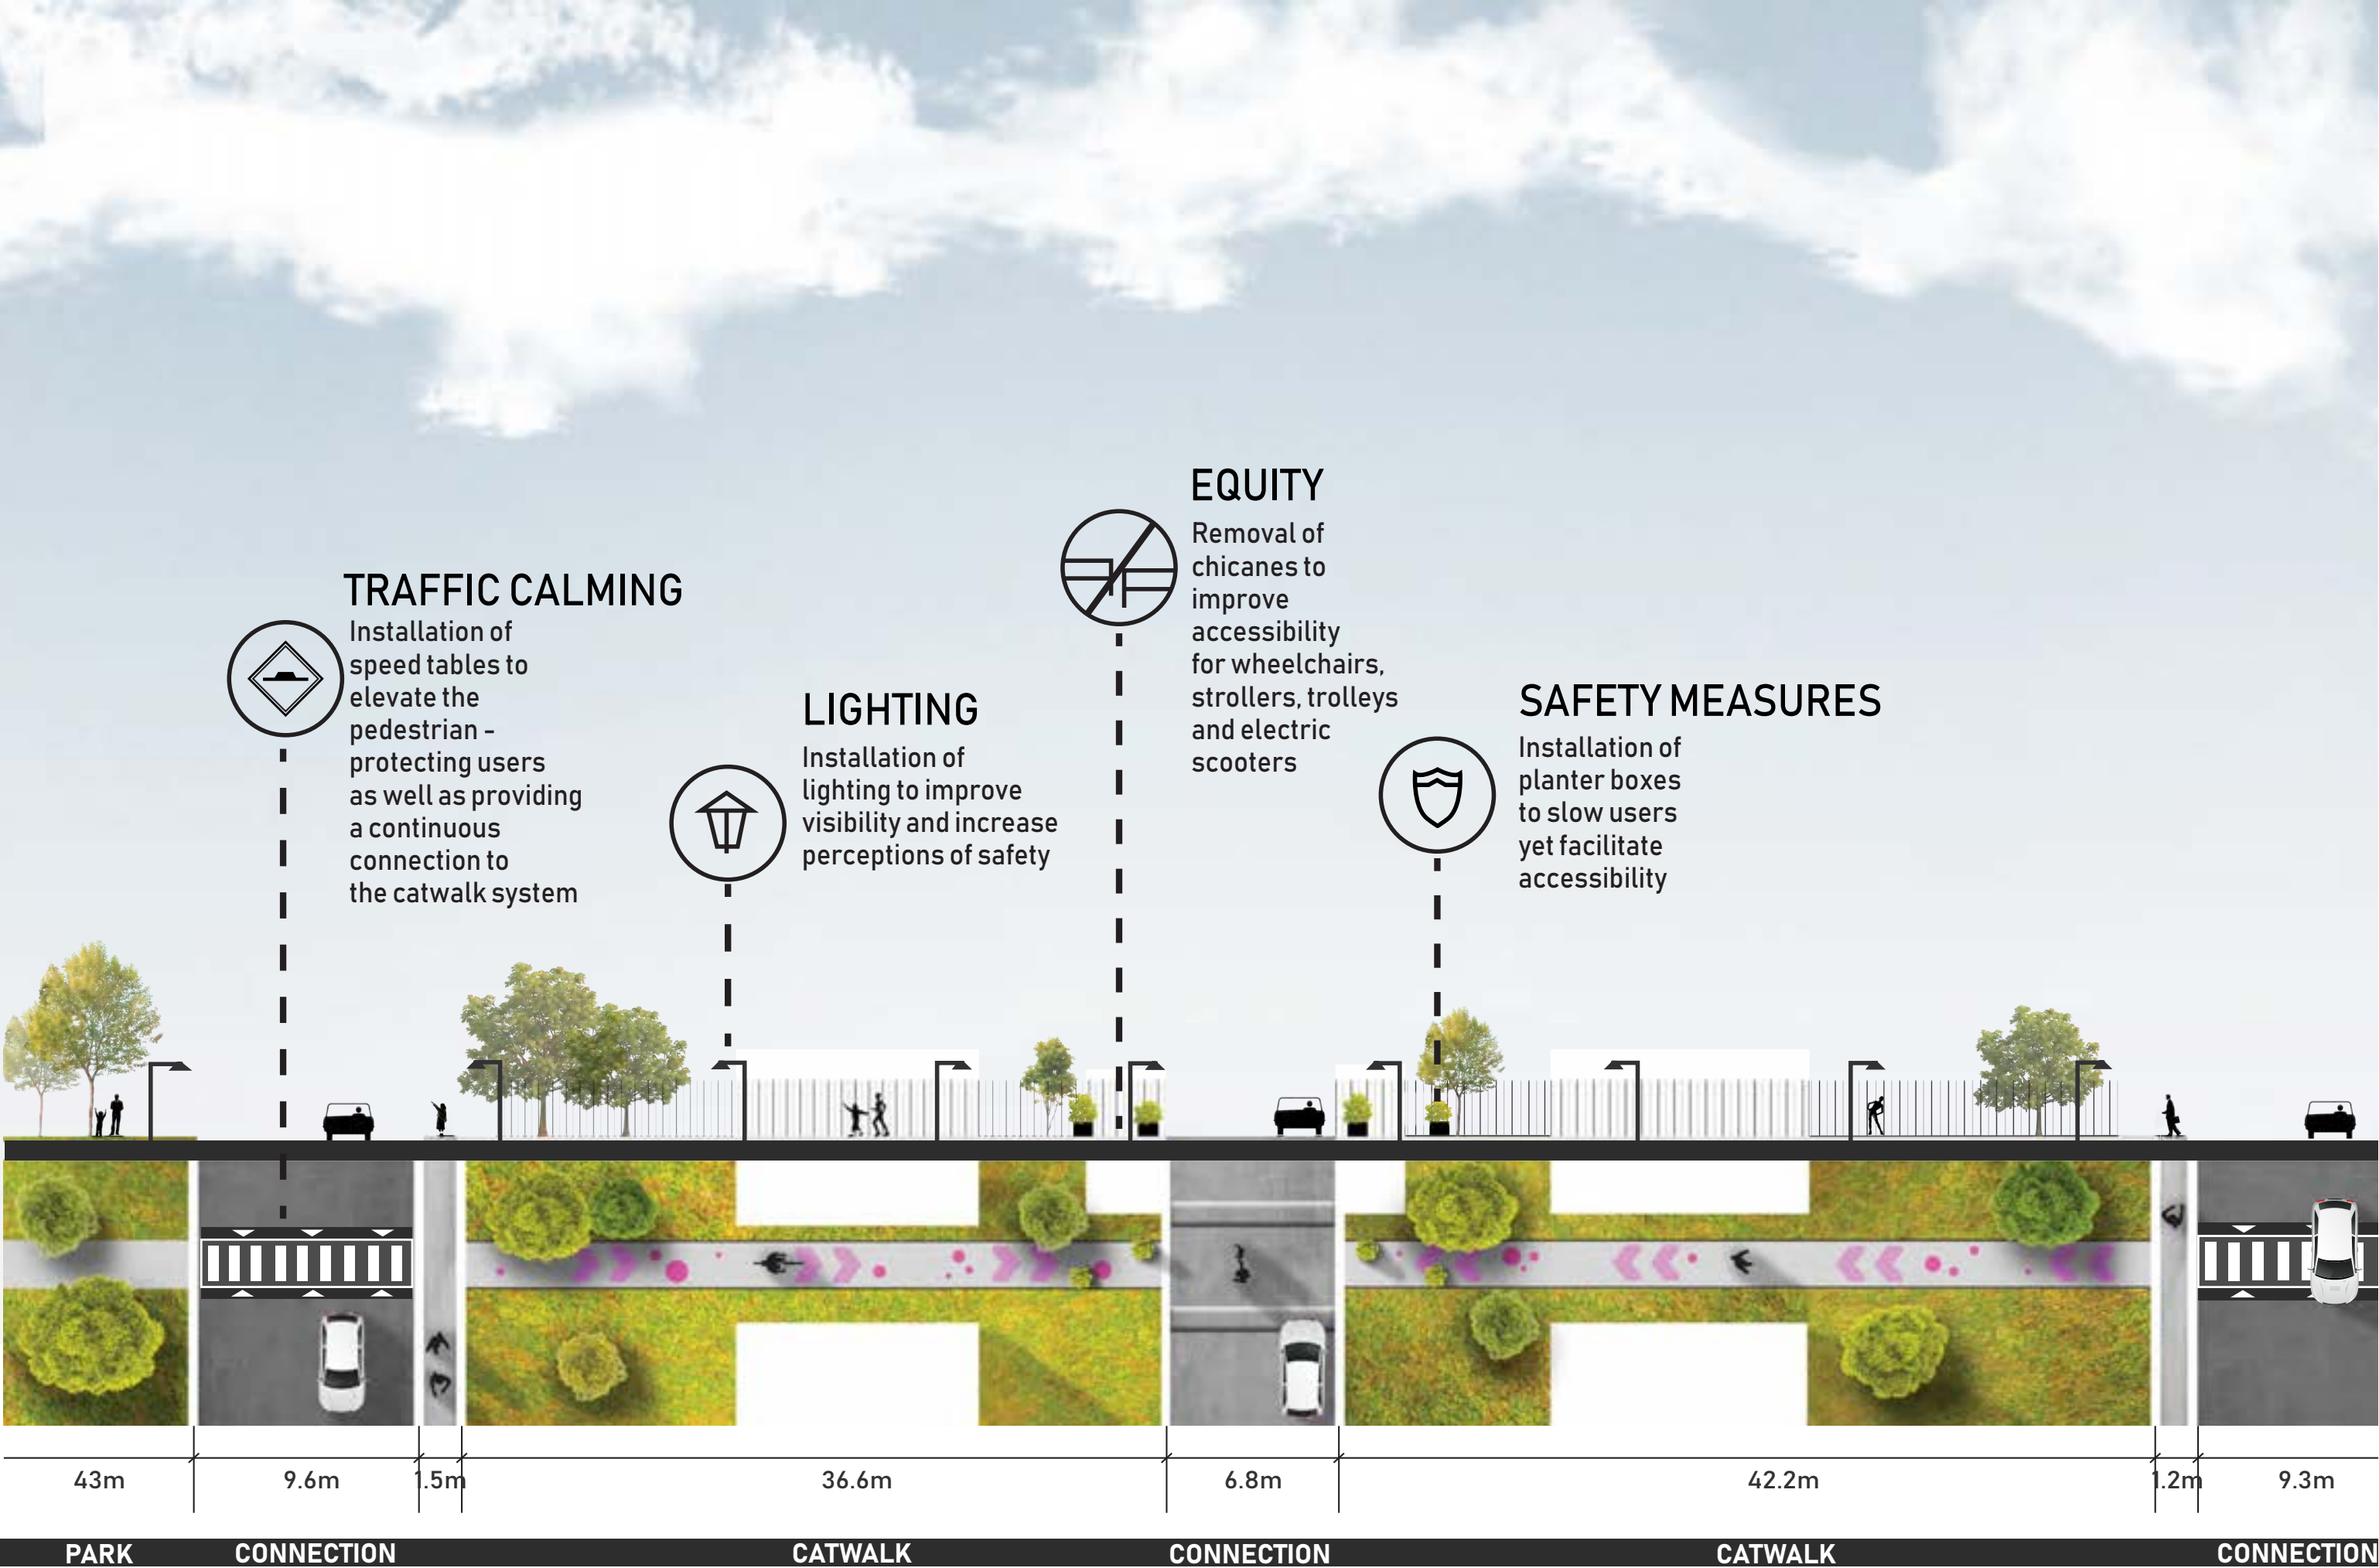 EQUITY
Removal of
chicanes to
improve
accessibility
for wheelchairs,
strollers, trolleys
and electric
scooters
TRAFFIC CALMING
Installation of
speed tables to
elevate the
pedestrian -
protecting users
as well as providing
a continuous
connection to
the catwalk system
LIGHTING
Installation of
lighting to improve
visibility and increase
perceptions of safety
SAFETY MEASURES
Installation of
planter boxes
to slow users
yet facilitate
accessibility
43m
9.6m
1.5m
36.6m
6.8m
42.2m
1.2m
9.3m
PARK
CONNECTION
CATWALK
CONNECTION
CATWALK
CONNECTION